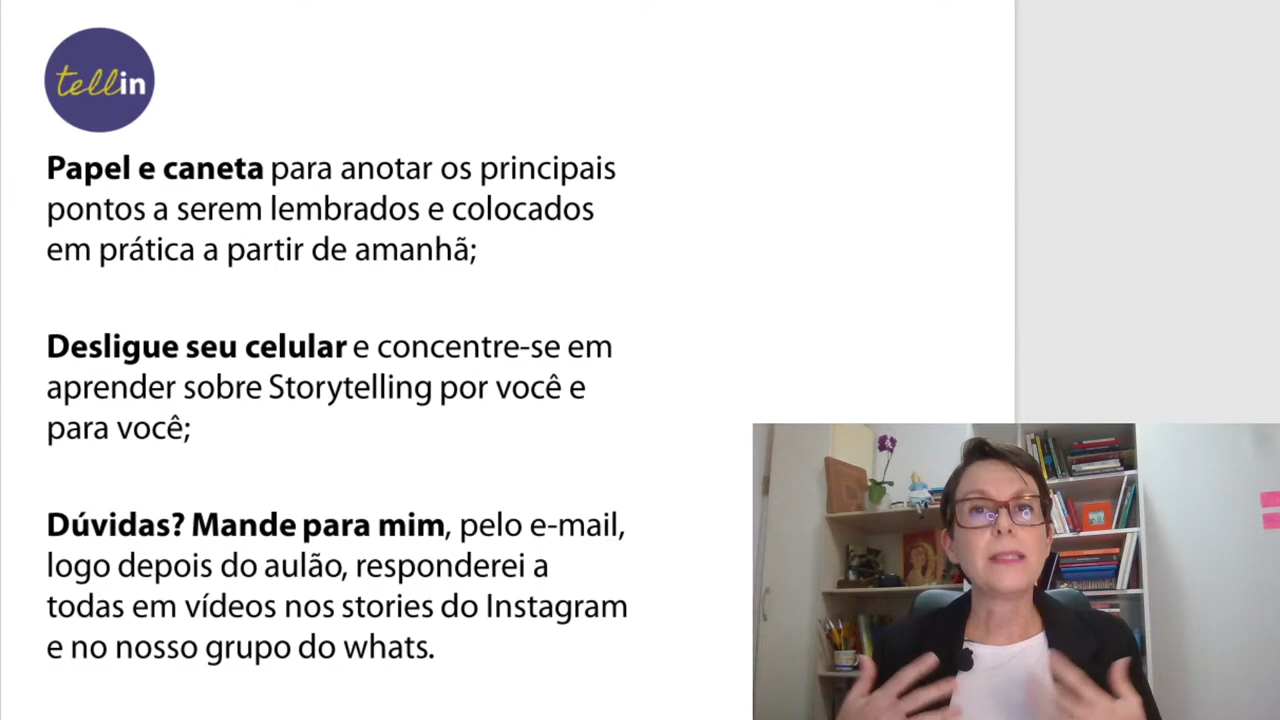 tellin
Papel e caneta para anotar os principais
pontos a serem lembrados e colocados
em prática a partir de amanhã;
Desligue seu celular e concentre-se em
aprender sobre Storytelling por você e
para você;
Dúvidas? Mande para mim, pelo e-mail,
logo depois do aulão, responderei a
todas em vídeos nos stories do Instagram
e no nosso grupo do whats.